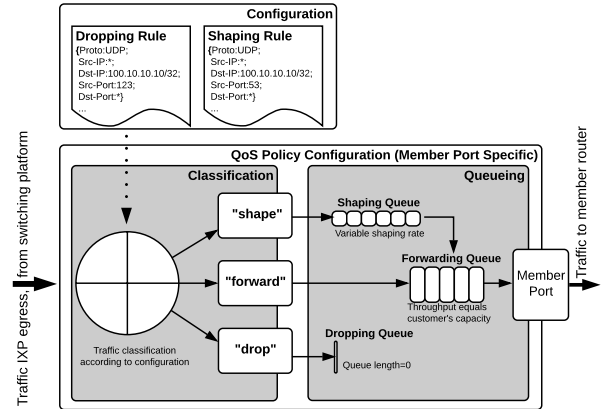 Configuration
Dropping Rule
{Proto:UDP;
Src-IP:*;
Dst-IP:100.10.10.10/32;
Src-Port:123;
Dst-Port:*}
...
Shaping Rule
{Proto:UDP;
Src-IP:*;
Dst-IP:100.10.10.10/32;
Src-Port:53;
Dst-Port:*}
...
QoS Policy Configuration (Member Port Specific)
Classification
Queueing
Traffic IXP egress, from switching platform
"shape"
"forward"
"drop"
Traffic classification
according to configuration
Shaping Queue
Variable shaping rate
Forwarding Queue
Throughput equals
customer's capacity
Dropping Queue
Queue length=0
Member
Port
Traffic to member router